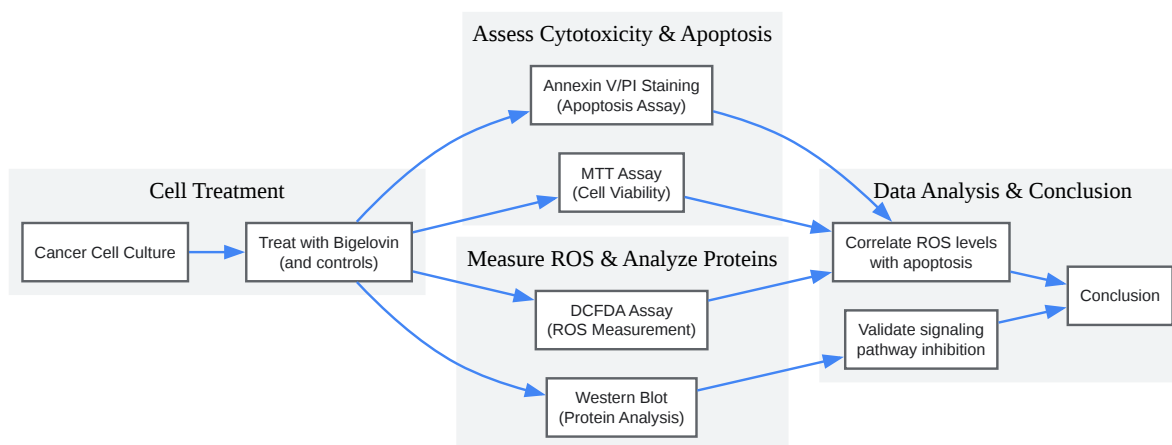 Assess Cytotoxicity & Apoptosis
Annexin V/PI Staining
(Apoptosis Assay)
MTT Assay
(Cell Viability)
Cell Treatment
Cancer Cell Culture
Treat with Bigelovin
(and controls)
Measure ROS & Analyze Proteins
DCFDA Assay
(ROS Measurement)
Western Blot
(Protein Analysis)
Data Analysis & Conclusion
Correlate ROS levels
with apoptosis
Validate signaling
pathway inhibition
Conclusion